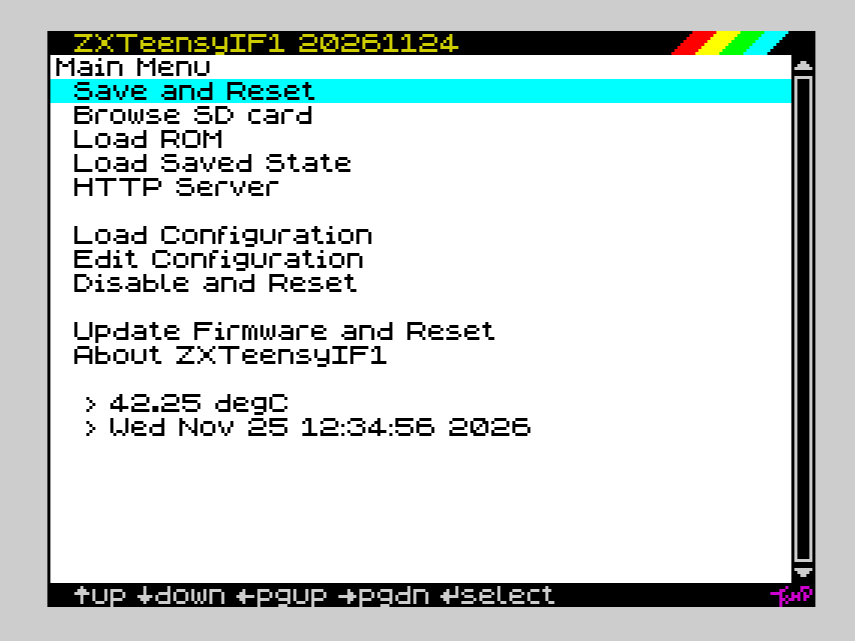 ZXTeensyIF1 20261124
Main Menu
Save and Reset
Browse SD card
Load ROM
Load Saved State
HTTP Server
Load Configuration
Edit Configuration
Disable and Reset
Update Firmware and Reset
About ZXTeensyIF1
> 42.25 degC
> Wed Nov 25 12:34:56 2026
↑up ↓down ←pgup →pgdn ↵select